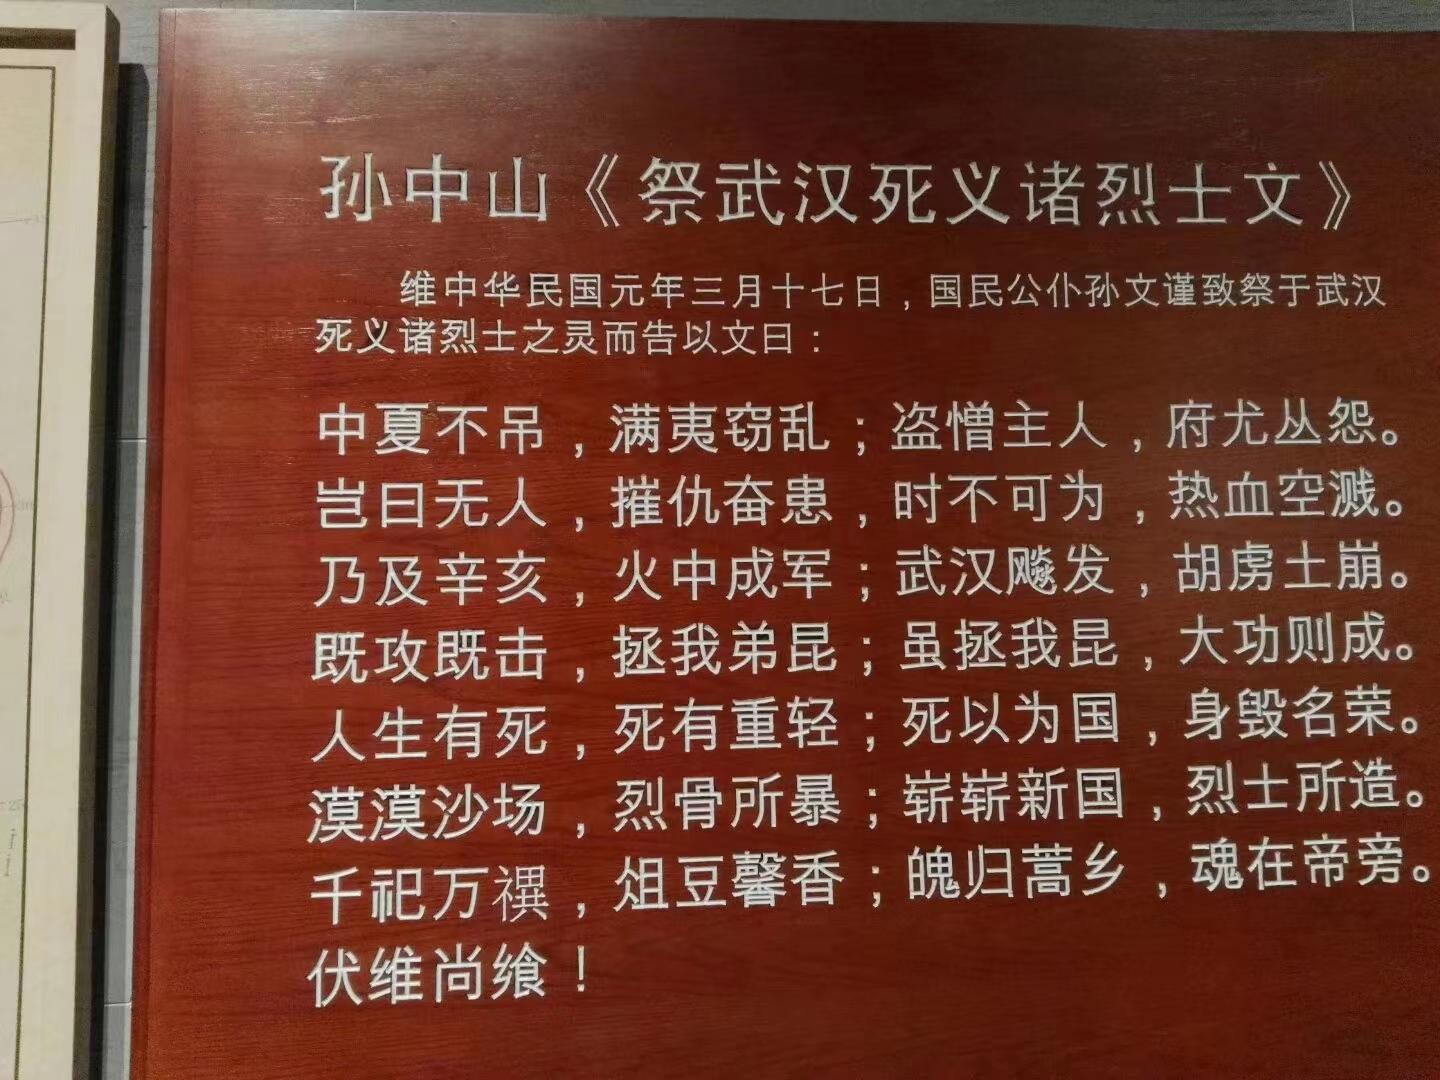 孙中山《祭武汉死义诸烈士文》
维中华民国元年三月十七日，国民公仆孙文谨致祭于武汉
死义诸烈士之灵而告以文曰：
中夏不吊，满夷窃乱；盗憎主人，府尤丛怨。
岂曰无人，摧仇奋患，时不可为，热血空溅。
乃及辛亥，火中成军；武汉飚发，胡虏土崩。
既攻既击，拯我弟昆；虽拯我昆，大功则成。
人生有死，死有重轻；死以为国，身毁名荣。
漠漠沙场，烈骨所暴；崭崭新国，烈士所造。
千祀万禩，俎豆馨香；魄归蒿乡，魂在帝旁。
伏维尚飨！